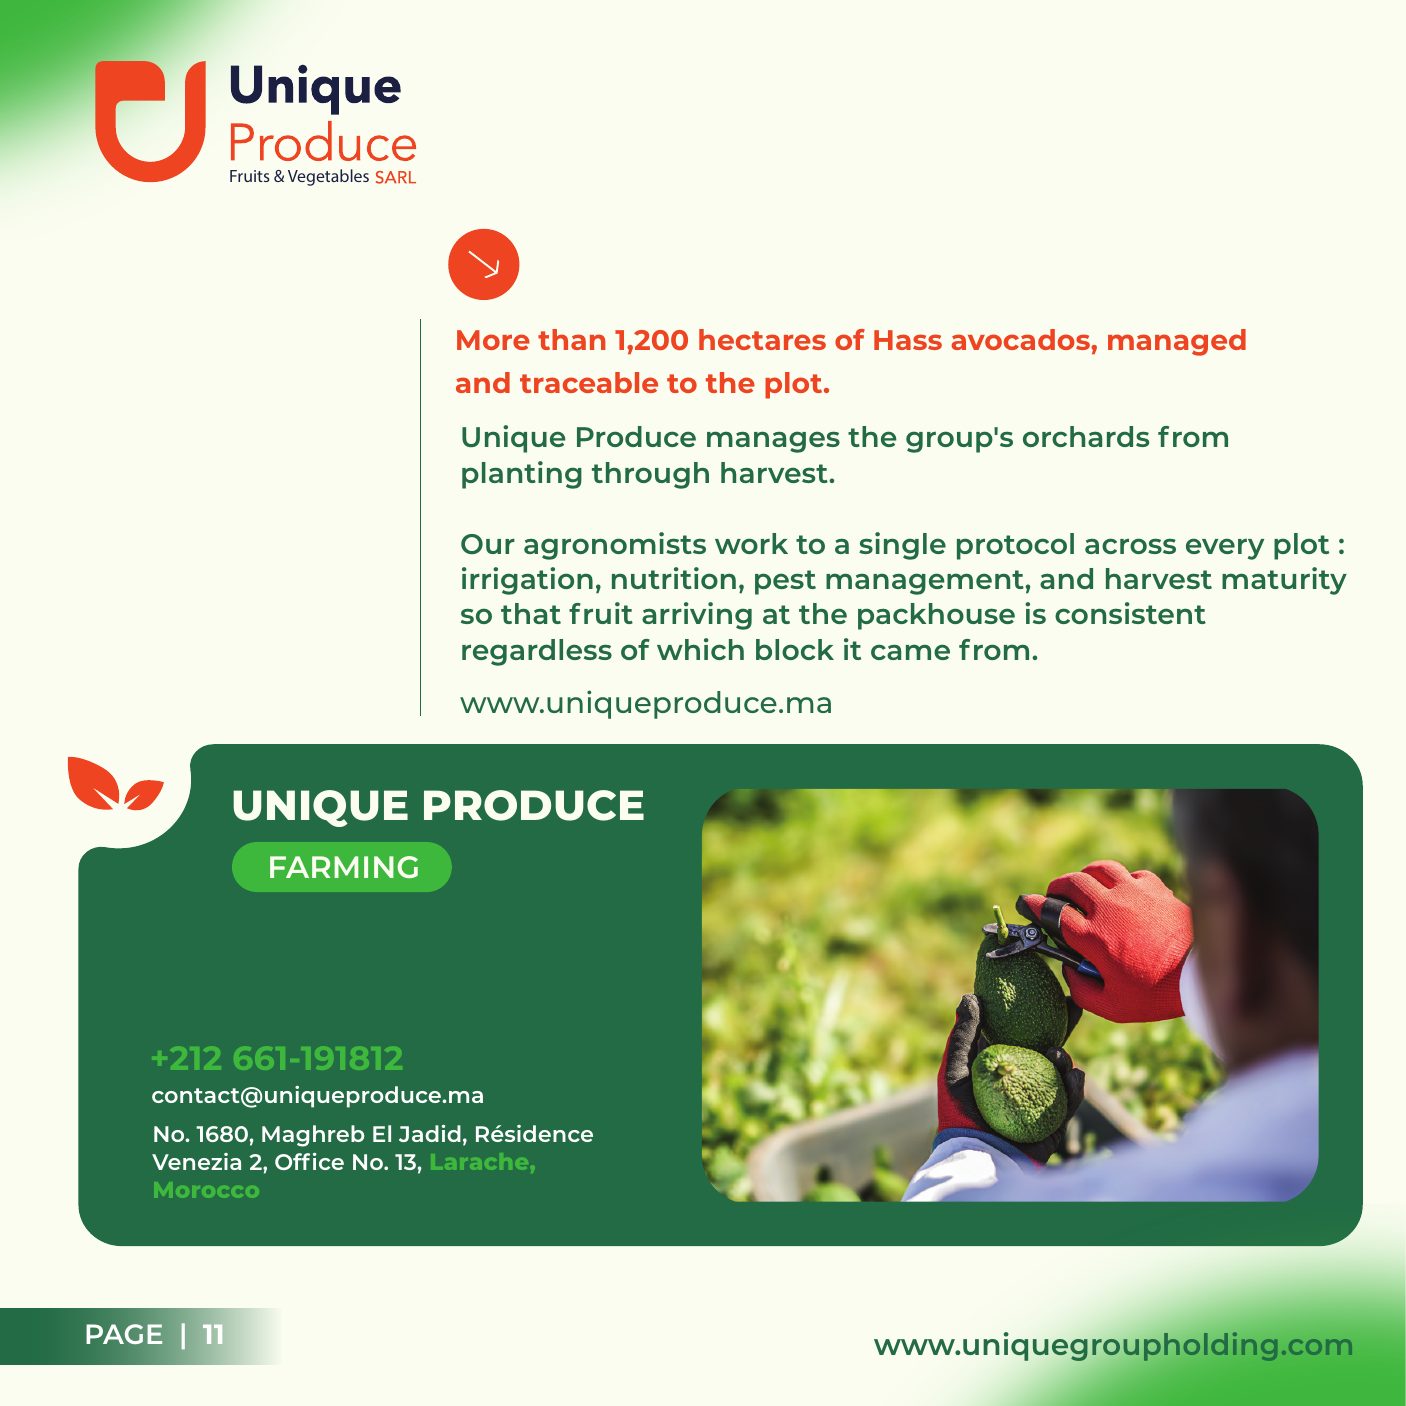 Unique
Produce
Fruits & Vegetables SARL
More than 1,200 hectares of Hass avocados, managed
and traceable to the plot.
Unique Produce manages the group's orchards from
planting through harvest.
Our agronomists work to a single protocol across every plot :
irrigation, nutrition, pest management, and harvest maturity
so that fruit arriving at the packhouse is consistent
regardless of which block it came from.
www.uniqueproduce.ma
UNIQUE PRODUCE
FARMING
+212 661-191812
contact@uniqueproduce.ma
No. 1680, Maghreb El Jadid, Résidence
Venezia 2, Office No. 13, Larache,
Morocco
PAGE | 11
www.uniquegroupholding.com